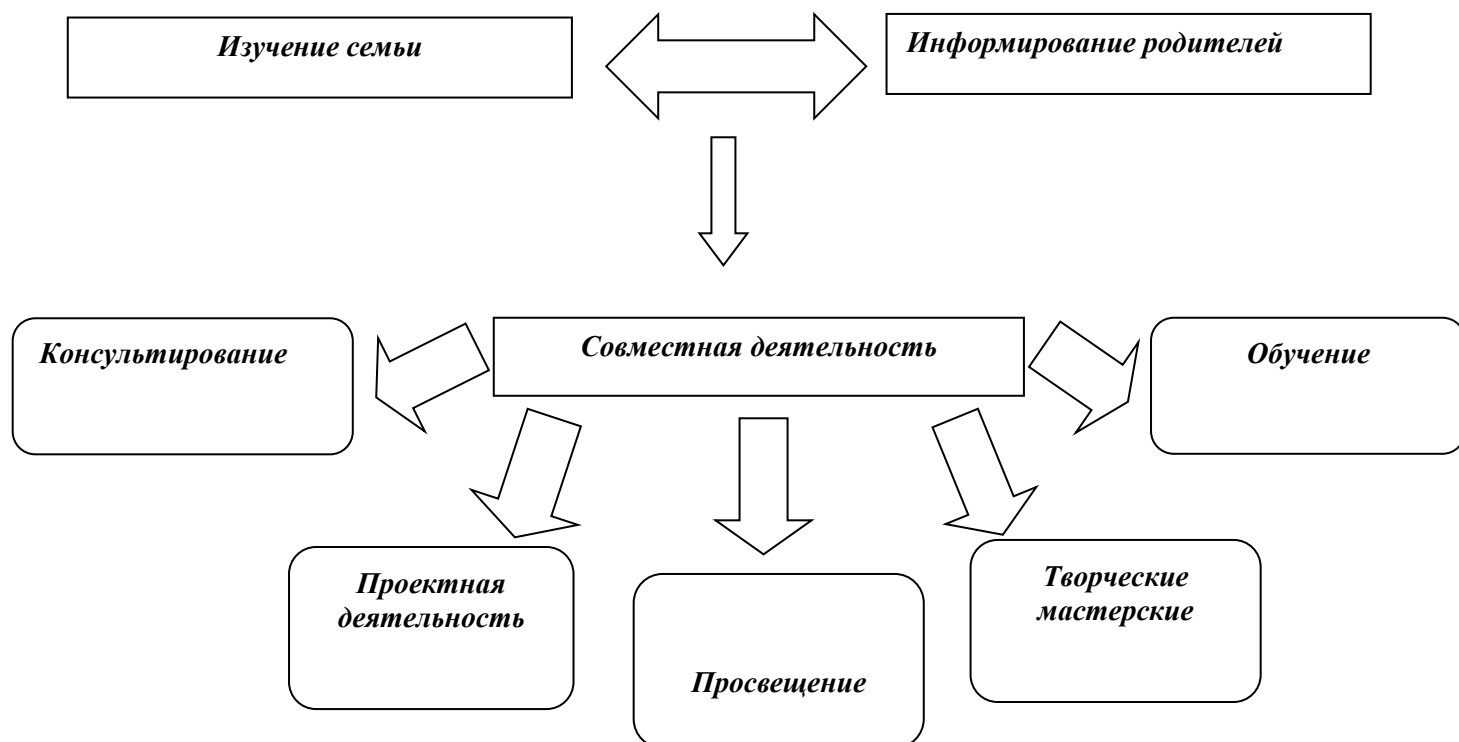 Изучение семьи
Информирование родителей
Консультирование
Совместная деятельность
Обучение
Проектная
деятельность
Просвещение
Творческие
мастерские